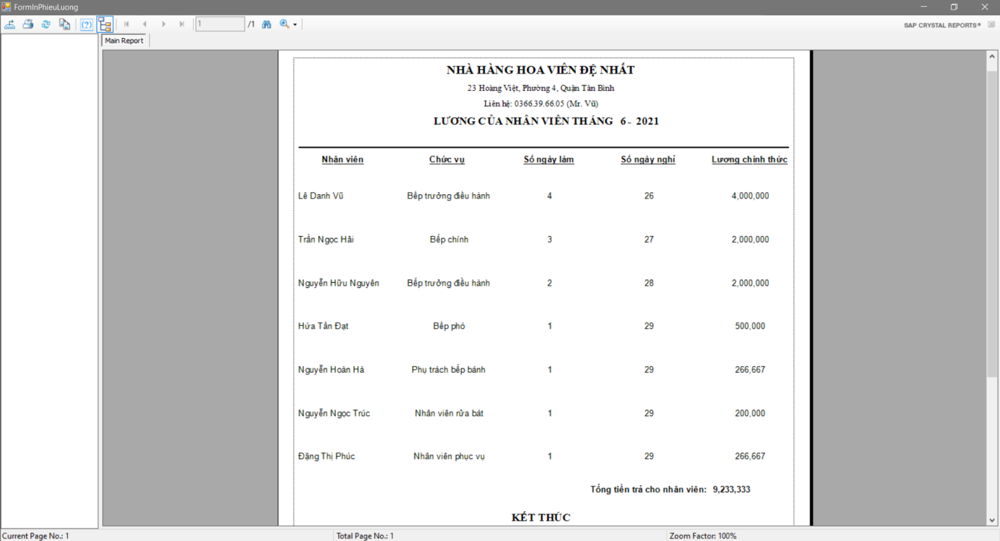 FormInPhieuLuong
1 /1
SAP CRYSTAL REPORTS®
Main Report
NHÀ HÀNG HOA VIÊN ĐỆ NHẤT
23 Hoàng Việt, Phường 4, Quận Tân Bình
Liên hệ: 0366.39.66.05 (Mr. Vũ)
LƯƠNG CỦA NHÂN VIÊN THÁNG 6 - 2021
Nhân viên Chức vụ Số ngày làm Số ngày nghỉ Lương chính thức
Lê Danh Vũ Bếp trưởng điều hành 4 26 4,000,000
Trần Ngọc Hải Bếp chính 3 27 2,000,000
Nguyễn Hữu Nguyên Bếp trưởng điều hành 2 28 2,000,000
Hứa Tấn Đạt Bếp phó 1 29 500,000
Nguyễn Hoàn Hà Phụ trách bếp bánh 1 29 266,667
Nguyễn Ngọc Trúc Nhân viên rửa bát 1 29 200,000
Đặng Thị Phúc Nhân viên phục vụ 1 29 266,667
Tổng tiền trả cho nhân viên: 9,233,333
KẾT THÚC
Current Page No.: 1 Total Page No.: 1 Zoom Factor: 100%